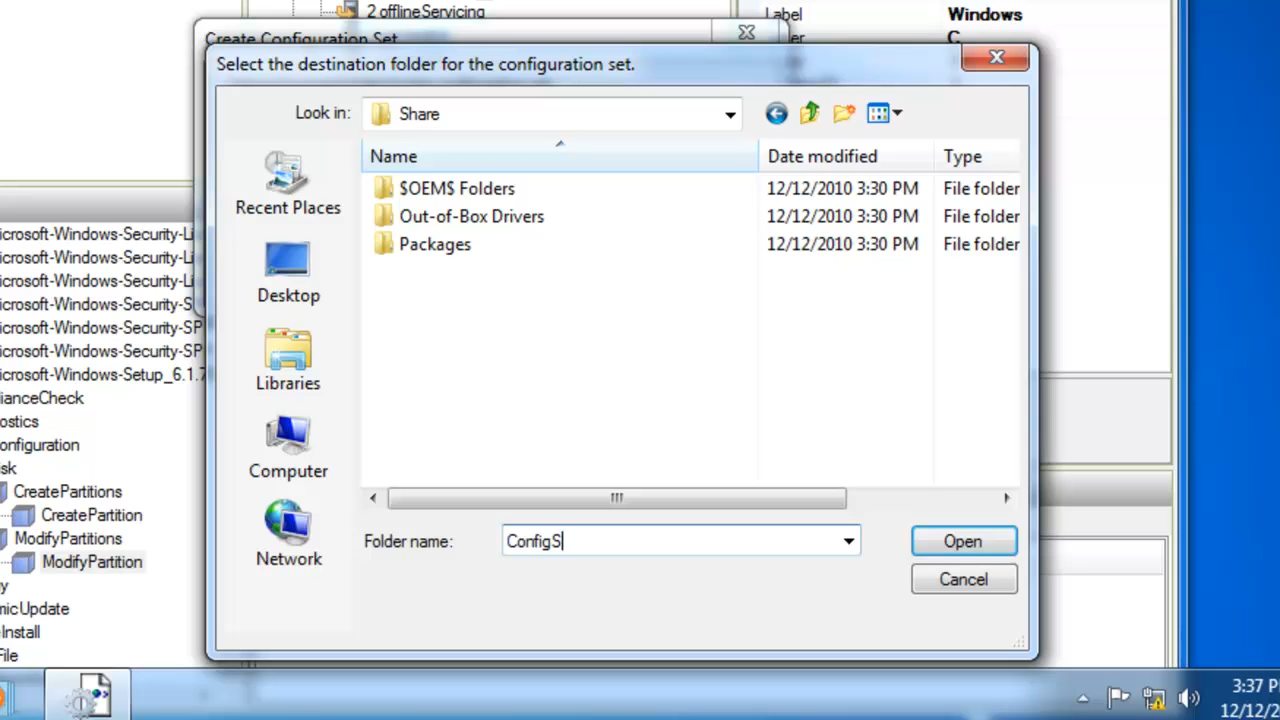 2 offlineServicing
Label Windows
C
Create Configuration Set
Select the destination folder for the configuration set.
Look in: Share
Name Date modified Type
$OEM$ Folders 12/12/2010 3:30 PM File folder
Out-of-Box Drivers 12/12/2010 3:30 PM File folder
Packages 12/12/2010 3:30 PM File folder
Recent Places
Desktop
Libraries
Computer
Network
Folder name: ConfigS
Open
Cancel
icrosoft-Windows-Security-Li
icrosoft-Windows-Security-Li
icrosoft-Windows-Security-Li
icrosoft-Windows-Security-S
icrosoft-Windows-Security-SP
icrosoft-Windows-Security-SP
icrosoft-Windows-Setup_6.1.7
ianceCheck
ostics
onfiguration
sk
CreatePartitions
CreatePartition
ModifyPartitions
ModifyPartition
y
micUpdate
eInstall
File
3:37 P
12/12/2